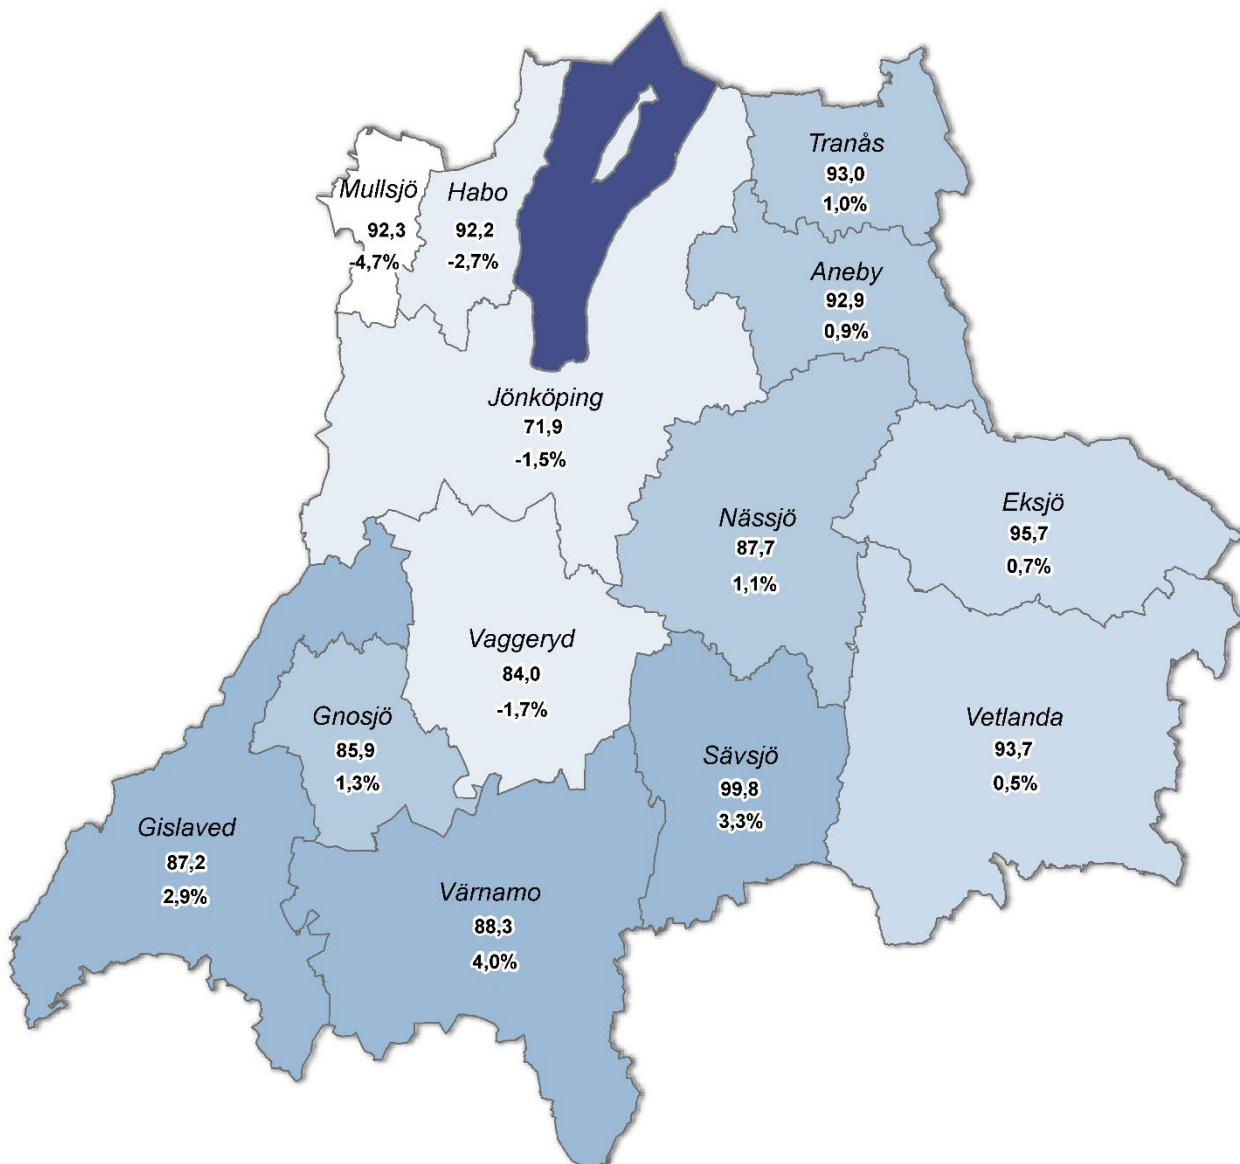 Tranås
93,0
1,0%
Mullsjö
92,3
-4,7%
Habo
92,2
-2,7%
Aneby
92,9
0,9%
Jönköping
71,9
-1,5%
Nässjö
87,7
1,1%
Eksjö
95,7
0,7%
Vaggeryd
84,0
-1,7%
Gnosjö
85,9
1,3%
Vetlanda
93,7
0,5%
Sävsjö
99,8
3,3%
Gislaved
87,2
2,9%
Värnamo
88,3
4,0%